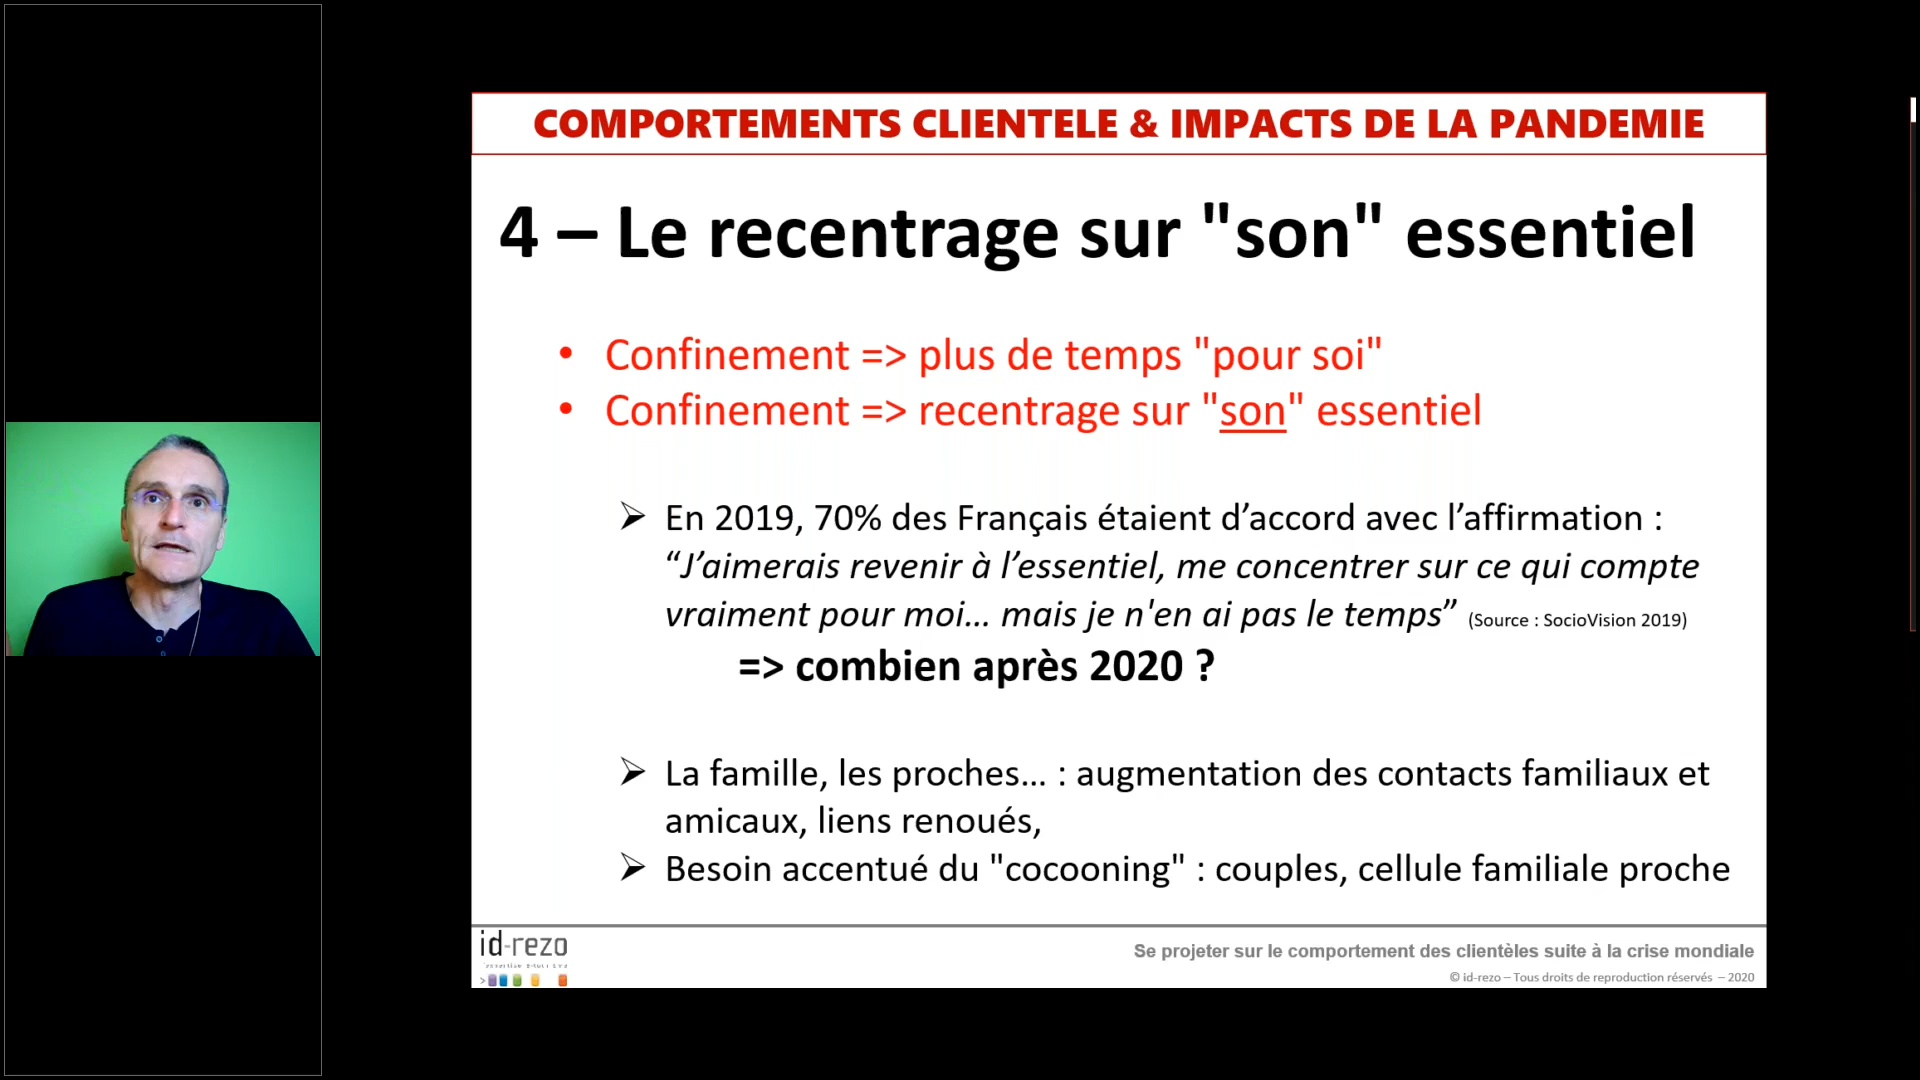 COMPORTEMENTS CLIENTELE & IMPACTS DE LA PANDEMIE
4 – Le recentrage sur "son" essentiel
• Confinement => plus de temps "pour soi"
• Confinement => recentrage sur "son" essentiel
➢ En 2019, 70% des Français étaient d’accord avec l’affirmation :
“J’aimerais revenir à l’essentiel, me concentrer sur ce qui compte
vraiment pour moi... mais je n'en ai pas le temps” (Source : SocioVision 2019)
=> combien après 2020 ?
➢ La famille, les proches... : augmentation des contacts familiaux et
amicaux, liens renoués,
➢ Besoin accentué du "cocooning" : couples, cellule familiale proche
id-rezo
Se projeter sur le comportement des clientèles suite à la crise mondiale
© id-rezo – Tous droits de reproduction réservés – 2020